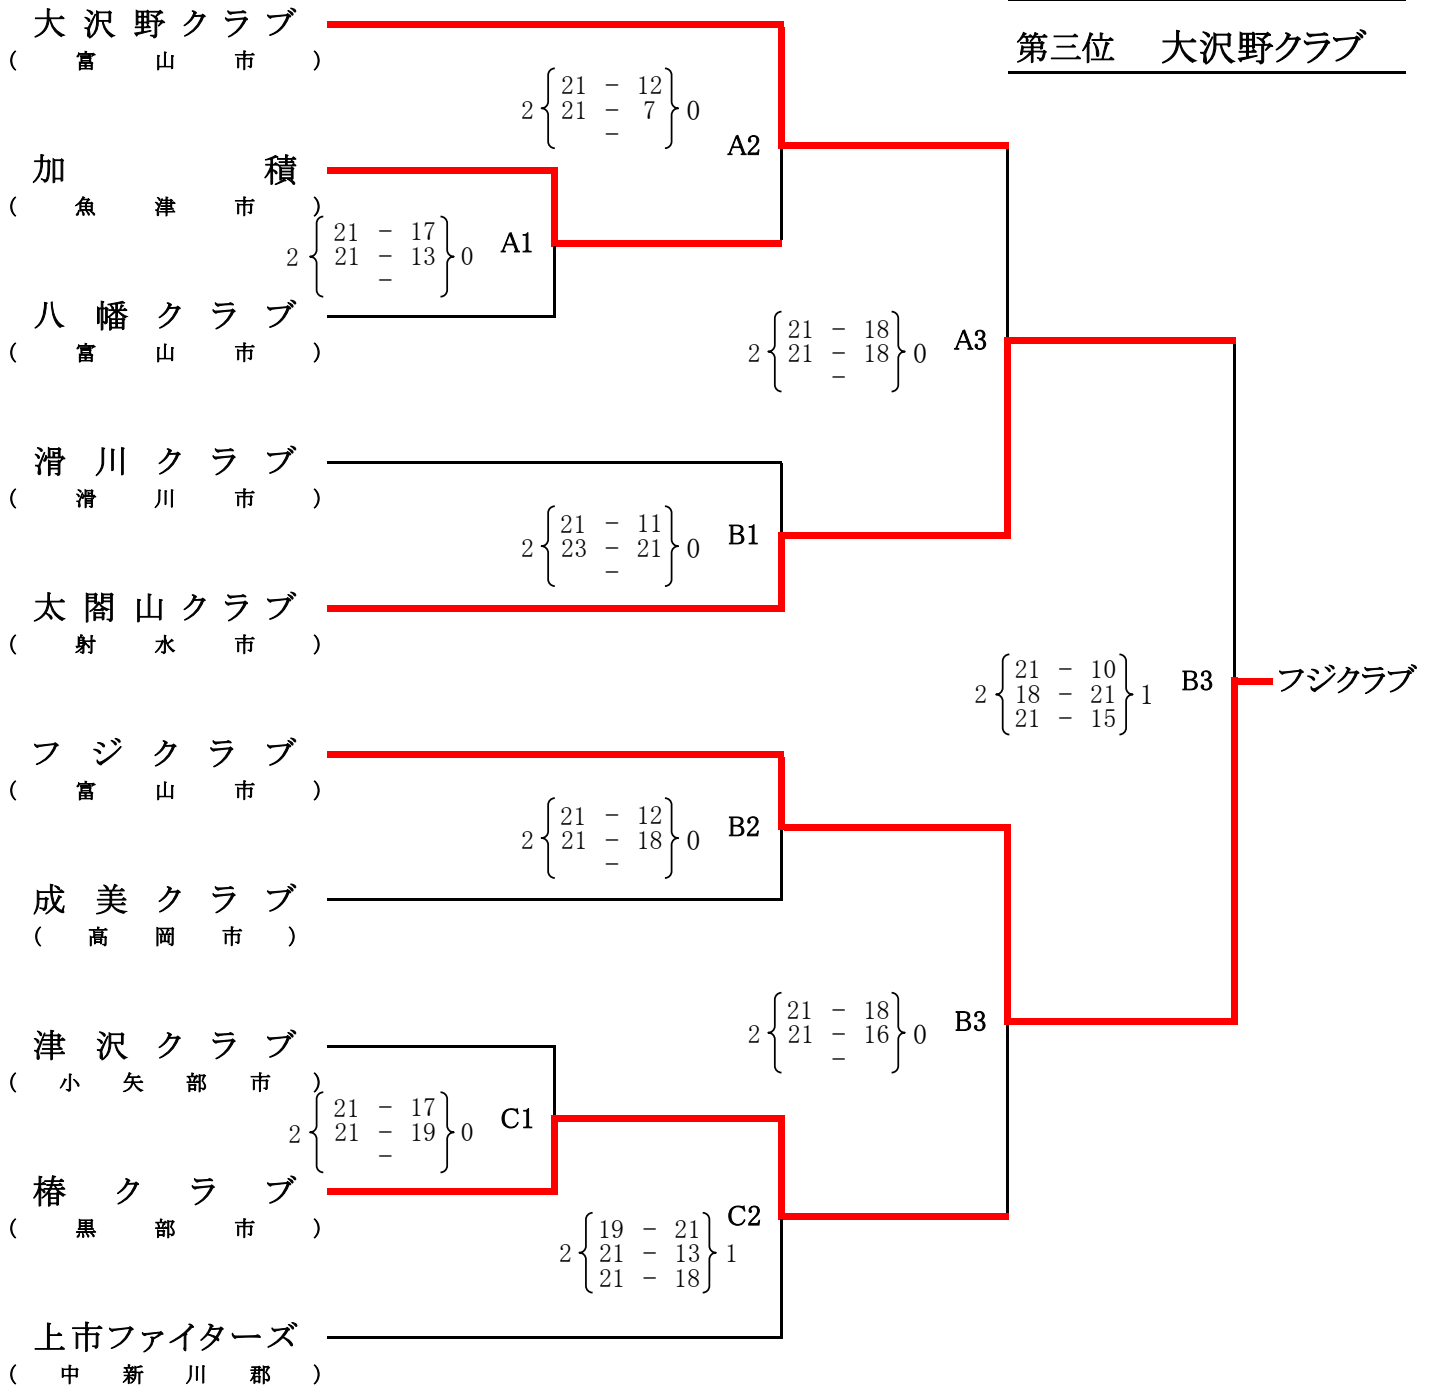 大沢野クラブ
(富山市)
第三位 大沢野クラブ
2 21 - 12 0
21 - 7
-
A2
加積
(魚津市)
2 21 - 17 0
21 - 13
-
A1
八幡クラブ
(富山市)
2 21 - 18 0
21 - 18
-
A3
滑川クラブ
(滑川市)
2 21 - 11 0
23 - 21
-
B1
太閤山クラブ
(射水市)
2 21 - 10 1
18 - 21
21 - 15
B3
フジクラブ
フジクラブ
(富山市)
2 21 - 12 0
21 - 18
-
B2
成美クラブ
(高岡市)
2 21 - 18 0
21 - 16
-
B3
津沢クラブ
(小矢部市)
2 21 - 17 0
21 - 19
-
C1
椿クラブ
(黒部市)
2 19 - 21 1
21 - 13
21 - 18
C2
上市ファイターズ
(中新川郡)